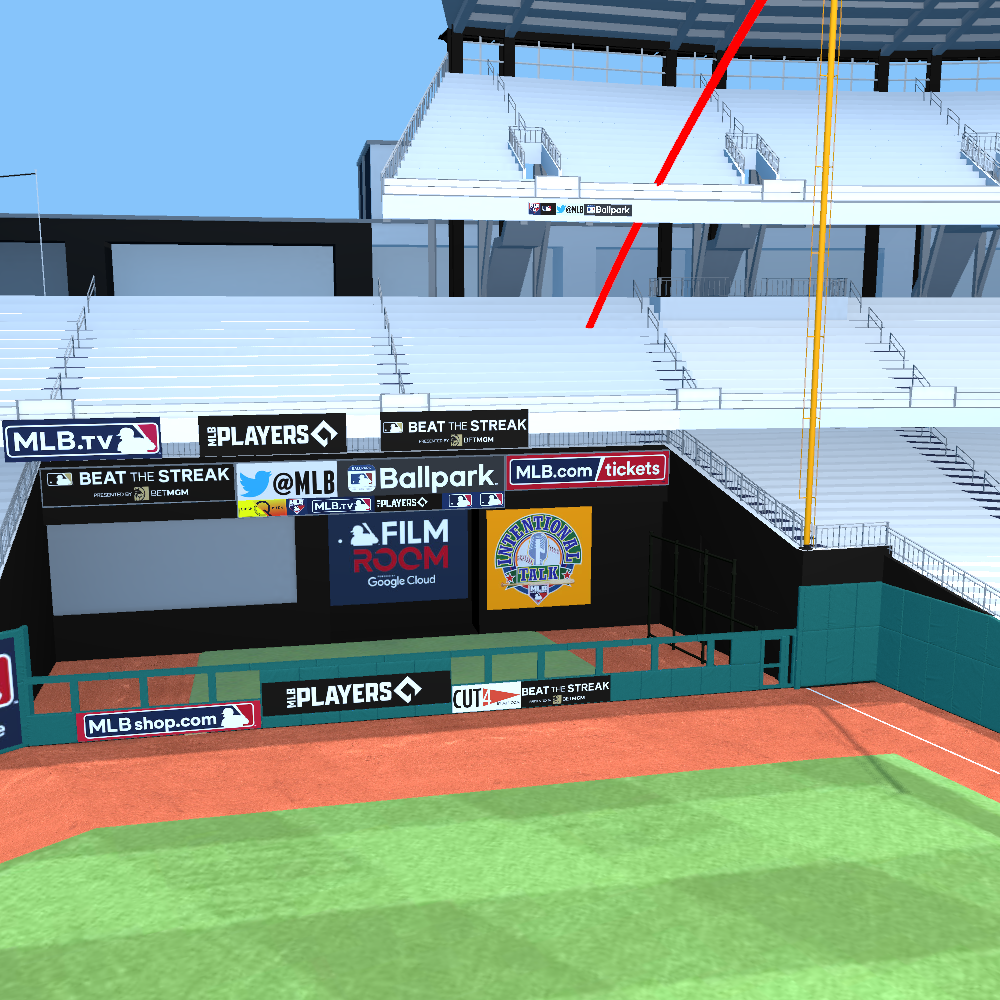 @MLB Ballpark
MLB.TV
MLB PLAYERS
BEAT THE STREAK
PRESENTED BY BETMGM
BEAT THE STREAK
PRESENTED BY BETMGM
@MLB
Ballpark
MLB.com/tickets
MLB.TV
PLAYERS
FILM
ROOM
Google Cloud
INTENTIONAL
TALK
MLB
MLB PLAYERS
CUT4
BEAT THE STREAK
MLBshop.com